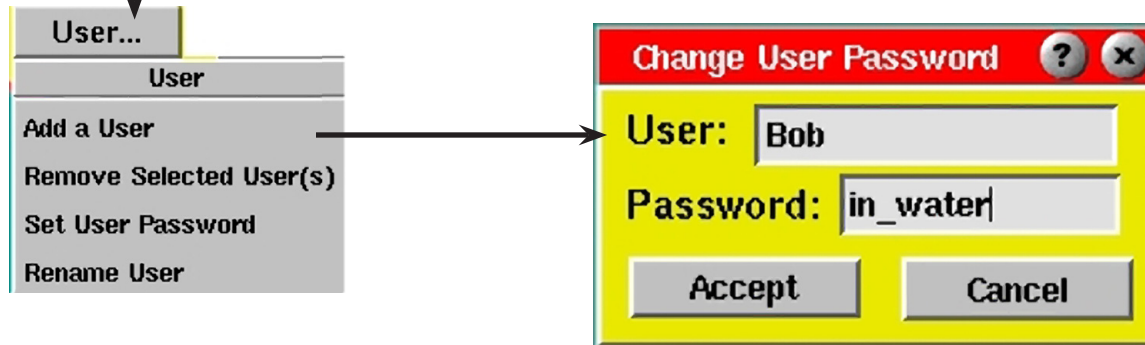 User...
User
Add a User
Remove Selected User(s)
Set User Password
Rename User
Change User Password ? x
User: Bob
Password: in_water
Accept Cancel